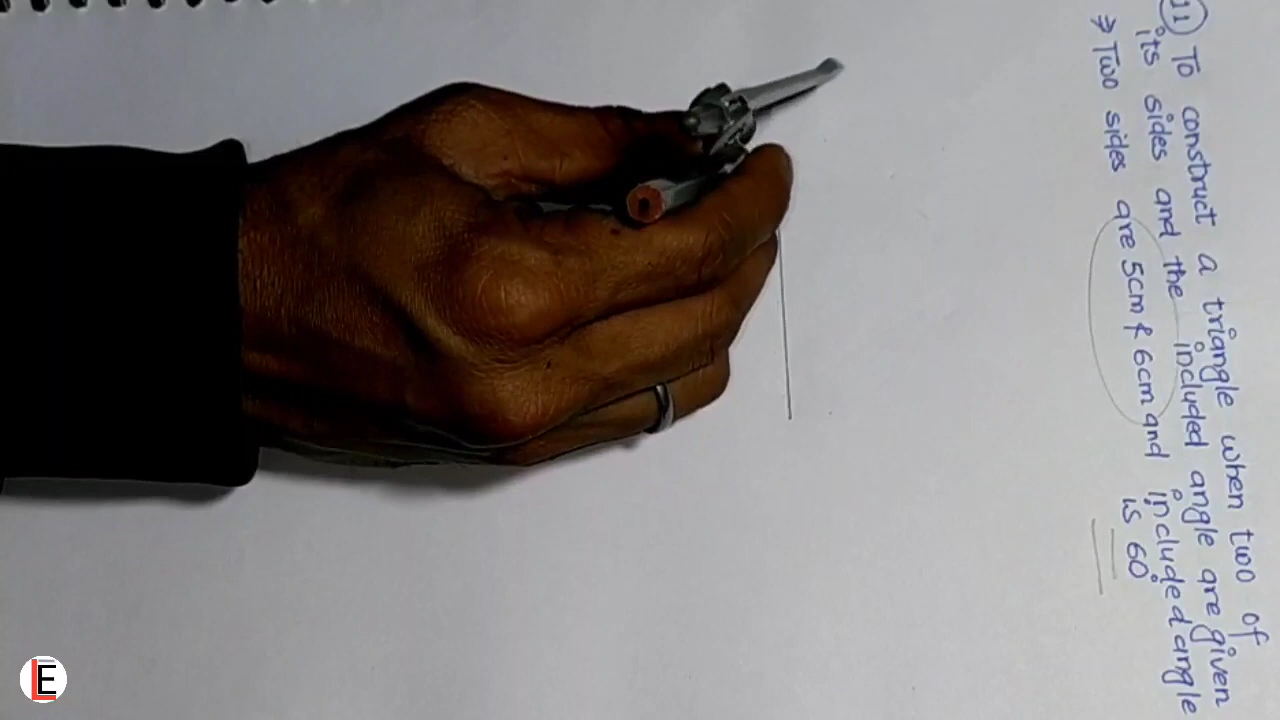 11 To construct a triangle when two of
its sides and the included angle are given
⇒ Two sides are 5cm & 6cm and included angle
is 60°
LE